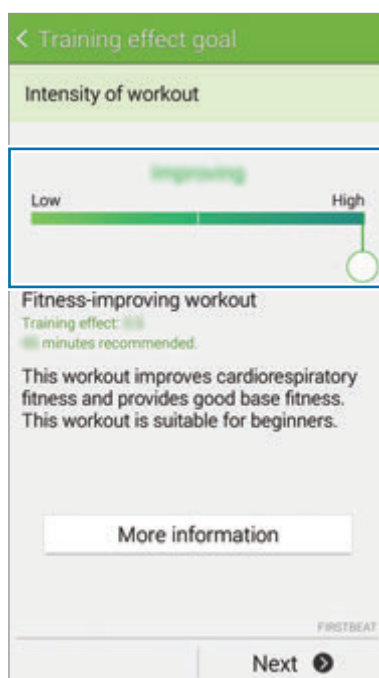 Training effect goal
Intensity of workout
Improving
Low High
Fitness-improving workout
Training effect:
minutes recommended.
This workout improves cardiorespiratory
fitness and provides good base fitness.
This workout is suitable for beginners.
More information
FIRSTBEAT
Next